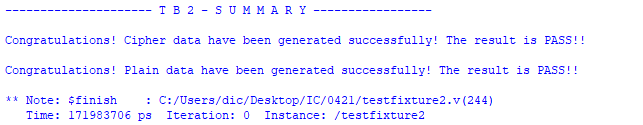 --------------------- T B 2 - S U M M A R Y -----------------
Congratulations! Cipher data have been generated successfully! The result is PASS!!
Congratulations! Plain data have been generated successfully! The result is PASS!!
** Note: $finish    : C:/Users/dic/Desktop/IC/0421/testfixture2.v(244)
   Time: 171983706 ps  Iteration: 0  Instance: /testfixture2